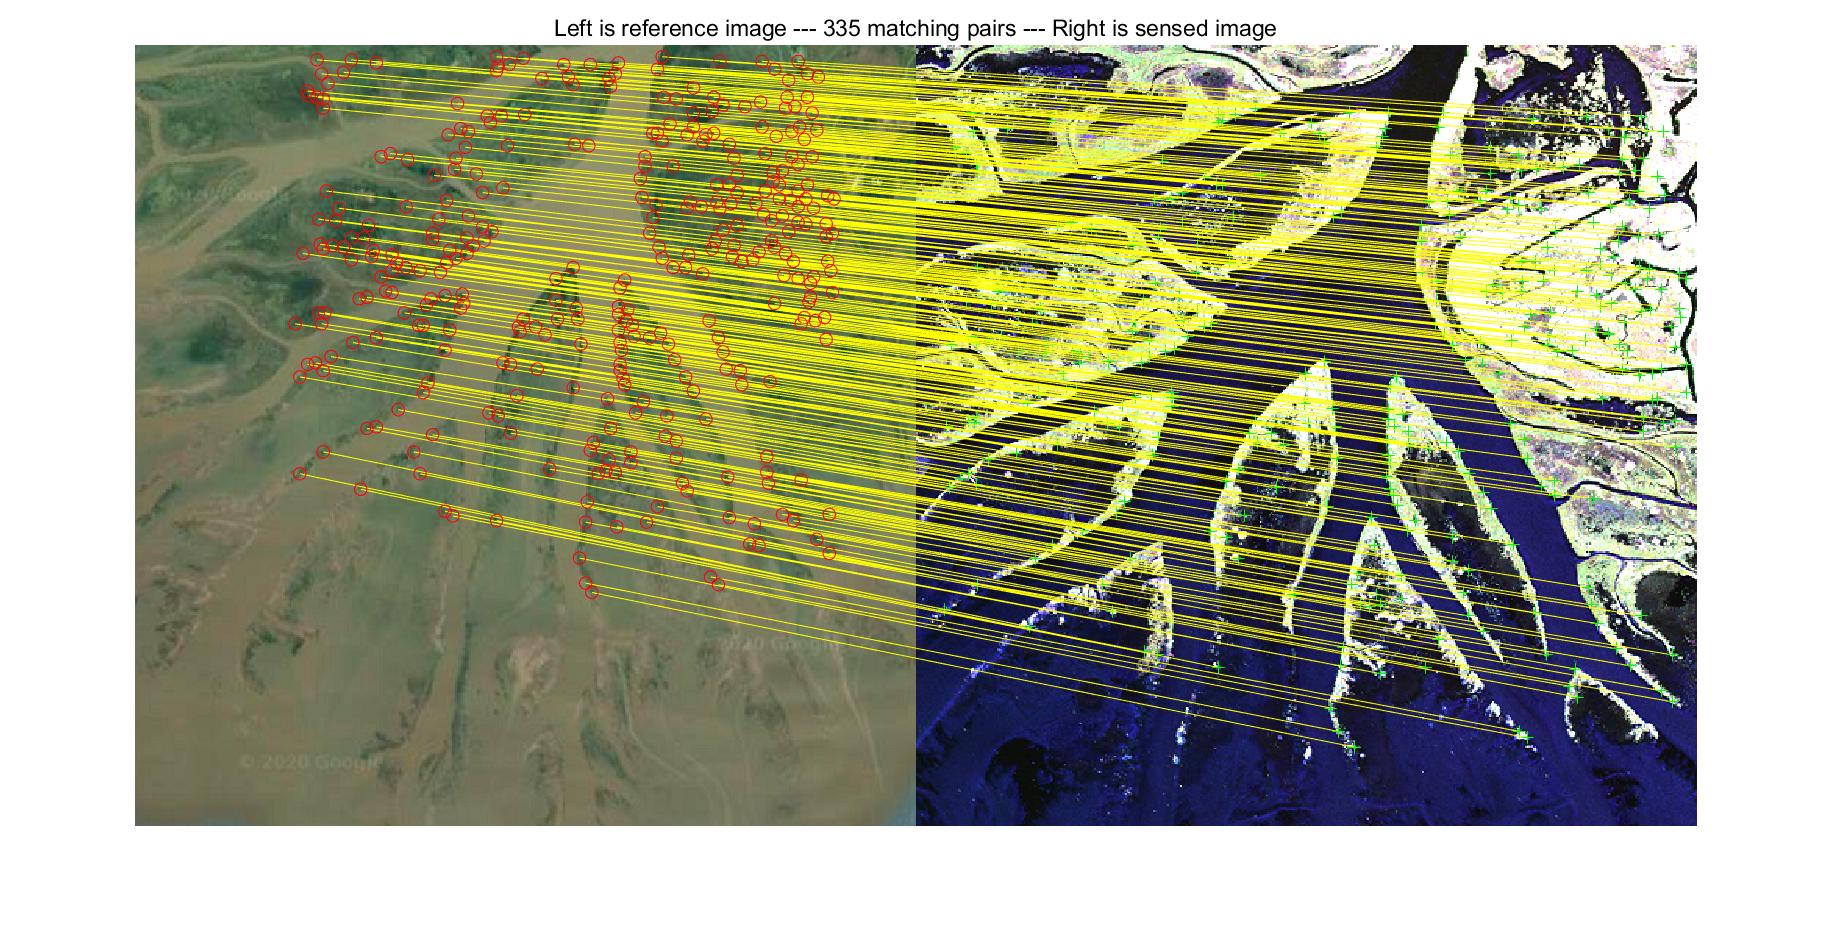 Left is reference image --- 335 matching pairs --- Right is sensed image
2020 Google
© 2020 Google